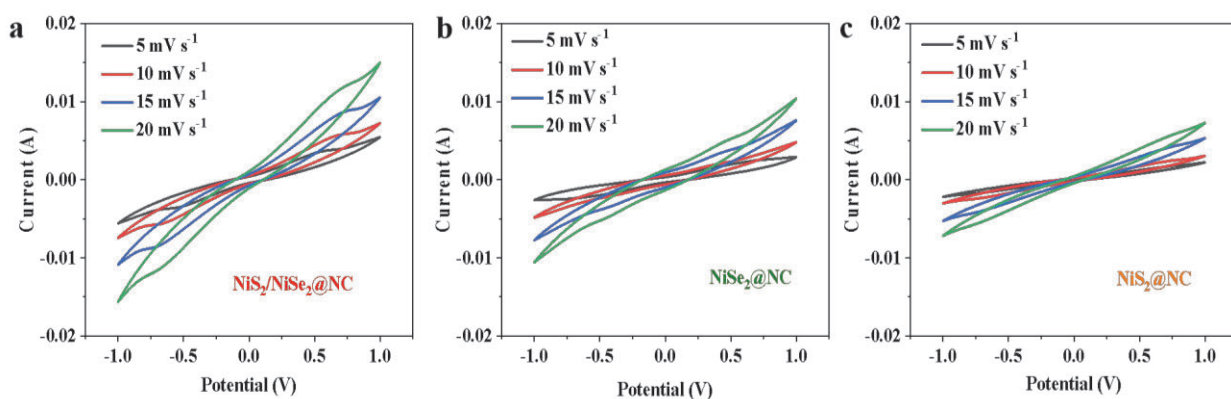 a
0.02
0.01
0.00
-0.01
-0.02
Current (A)
5 mV s⁻¹
10 mV s⁻¹
15 mV s⁻¹
20 mV s⁻¹
NiS₂/NiSe₂@NC
-1.0 -0.5 0.0 0.5 1.0
Potential (V)
b
0.02
0.01
0.00
-0.01
-0.02
Current (A)
5 mV s⁻¹
10 mV s⁻¹
15 mV s⁻¹
20 mV s⁻¹
NiSe₂@NC
-1.0 -0.5 0.0 0.5 1.0
Potential (V)
c
0.02
0.01
0.00
-0.01
-0.02
Current (A)
5 mV s⁻¹
10 mV s⁻¹
15 mV s⁻¹
20 mV s⁻¹
NiS₂@NC
-1.0 -0.5 0.0 0.5 1.0
Potential (V)